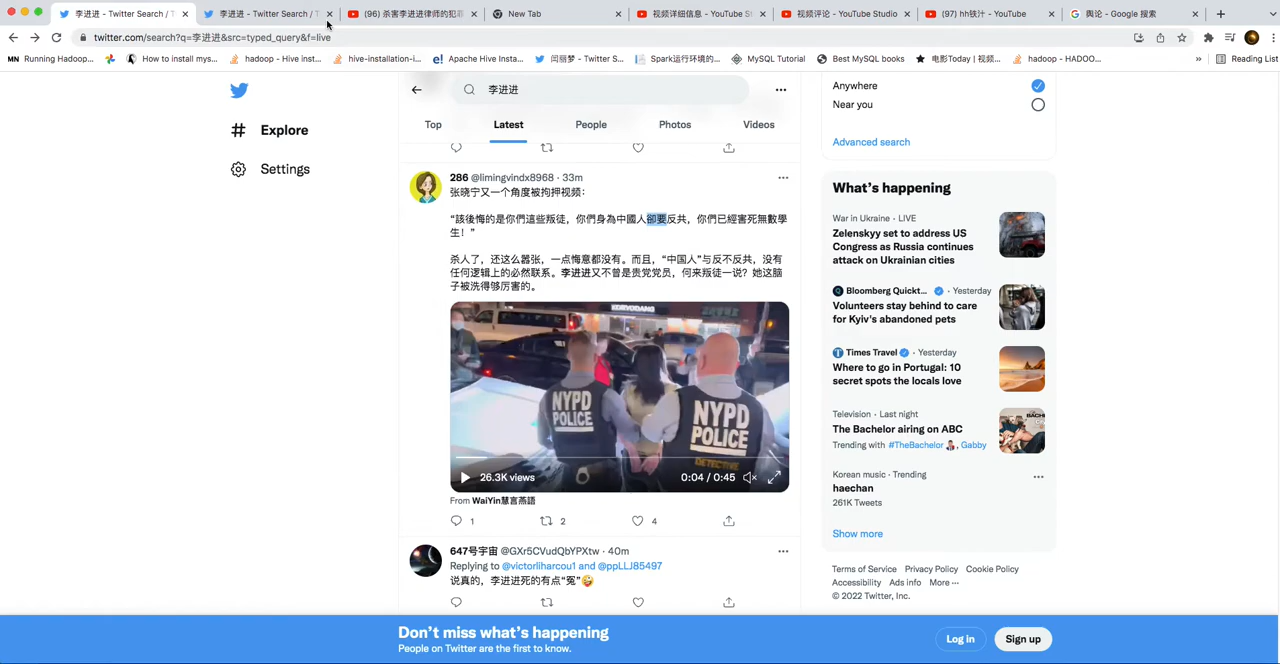 李进进 - Twitter Search / T
李进进 - Twitter Search / T
(96) 杀害李进进律师的犯罪
New Tab
视频详细信息 - YouTube St
视频评论 - YouTube Studio
(97) hh铁汁 - YouTube
舆论 - Google 搜索
twitter.com/search?q=李进进&src=typed_query&f=live
MN Running Hadoop...
How to install mys...
hadoop - Hive inst...
hive-installation-i...
e! Apache Hive Insta...
闫丽梦 - Twitter S...
Spark运行环境的...
MySQL Tutorial
Best MySQL books
电影Today | 视频...
hadoop - HADOO...
»
Reading List
李进进
Explore
Settings
Top
Latest
People
Photos
Videos
286 @limingvindx8968 · 33m
张晓宁又一个角度被拘押视频：
“該後悔的是你們這些叛徒，你們身為中國人卻要反共，你們已經害死無數學
生！”
杀人了，还这么嚣张，一点悔意都没有。而且，“中国人”与反不反共，没有
任何逻辑上的必然联系。李进进又不曾是贵党党员，何来叛徒一说？她这脑
子被洗得够厉害的。
NYPD
POLICE
NYPD
POLICE
DETECTIVE
26.3K views
0:04 / 0:45
From WaiYin慧言燕語
1
2
4
647号宇宙 @GXr5CVudQbYPXtw · 40m
Replying to @victorliharcou1 and @ppLLJ85497
说真的，李进进死的有点“冤”🤪
Anywhere
Near you
Advanced search
What’s happening
War in Ukraine · LIVE
Zelenskyy set to address US
Congress as Russia continues
attack on Ukrainian cities
Bloomberg Quickt... · Yesterday
Volunteers stay behind to care
for Kyiv's abandoned pets
Times Travel · Yesterday
Where to go in Portugal: 10
secret spots the locals love
Television · Last night
The Bachelor airing on ABC
Trending with #TheBachelor, Gabby
Korean music · Trending
haechan
261K Tweets
Show more
Terms of Service Privacy Policy Cookie Policy
Accessibility Ads info More ···
© 2022 Twitter, Inc.
Don’t miss what’s happening
People on Twitter are the first to know.
Log in
Sign up